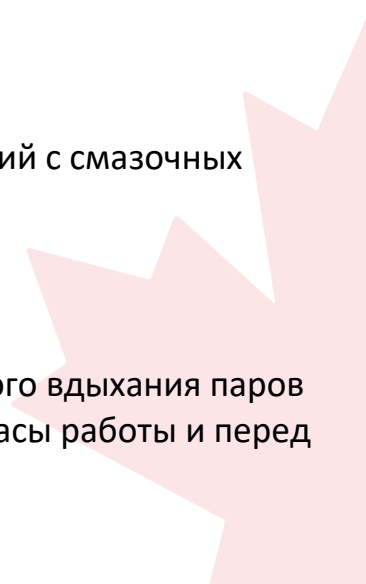 ий с смазочных
ого вдыхания паров
асы работы и перед